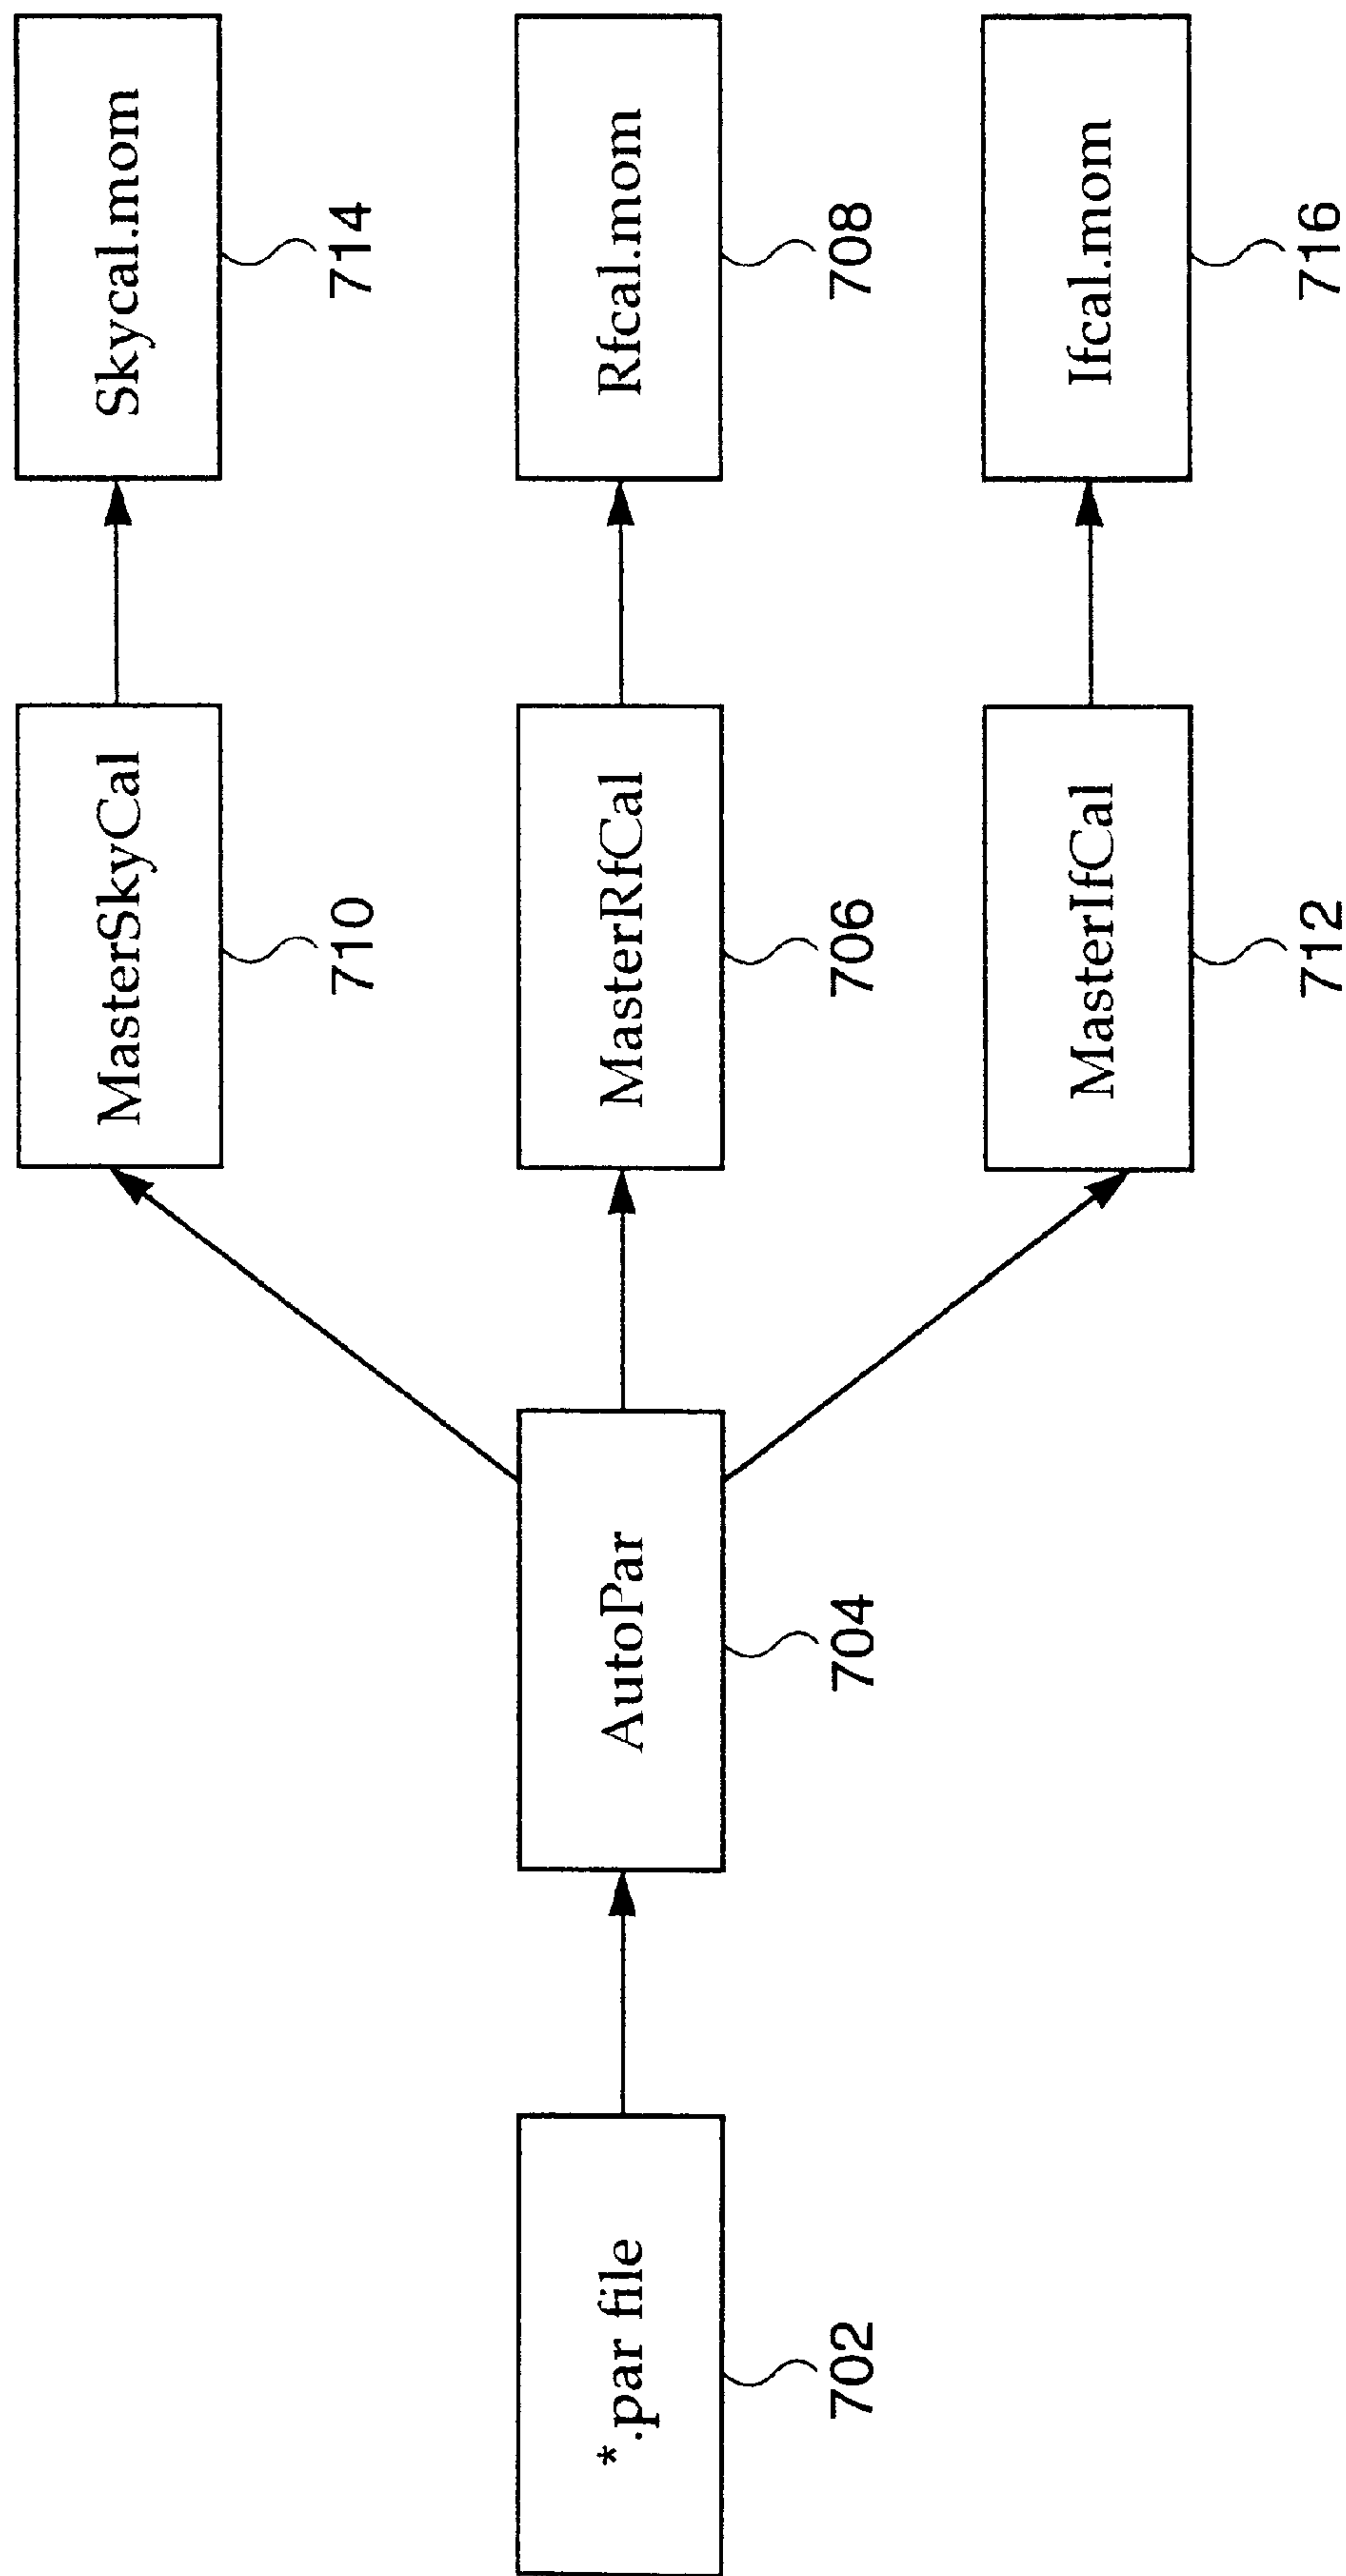 Skycal.mom
714
MasterSkyCal
710
Rfcal.mom
708
MasterRfCal
706
AutoPar
704
*.par file
702
Ifcal.mom
716
MasterIfCal
712